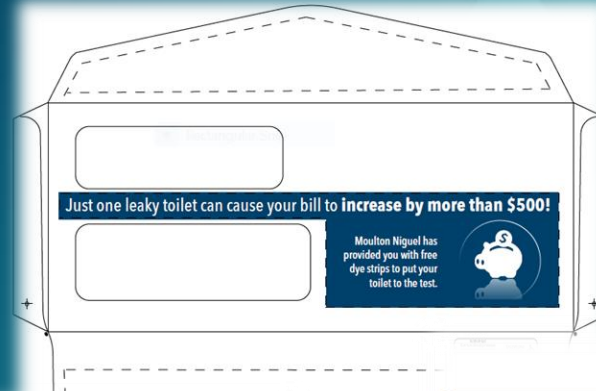 Just one leaky toilet can cause your bill to increase by more than $500!
Moulton Niguel has
provided you with free
dye strips to put your
toilet to the test.
S